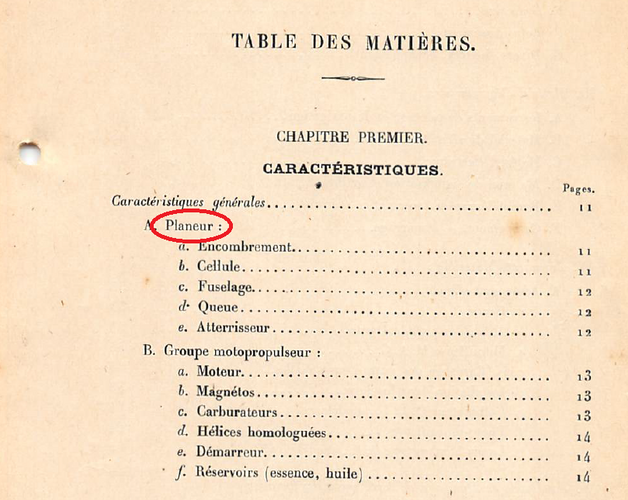 TABLE DES MATIÈRES.
CHAPITRE PREMIER.
CARACTÉRISTIQUES.
Pages.
Caractéristiques générales 11
A. Planeur :
a. Encombrement 11
b. Cellule 11
c. Fuselage 12
d. Queue 12
e. Atterrisseur 12
B. Groupe motopropulseur :
a. Moteur 13
b. Magnétos 13
c. Carburateurs 13
d. Hélices homologuées 14
e. Démarreur 14
f. Réservoirs (essence, huile) 14